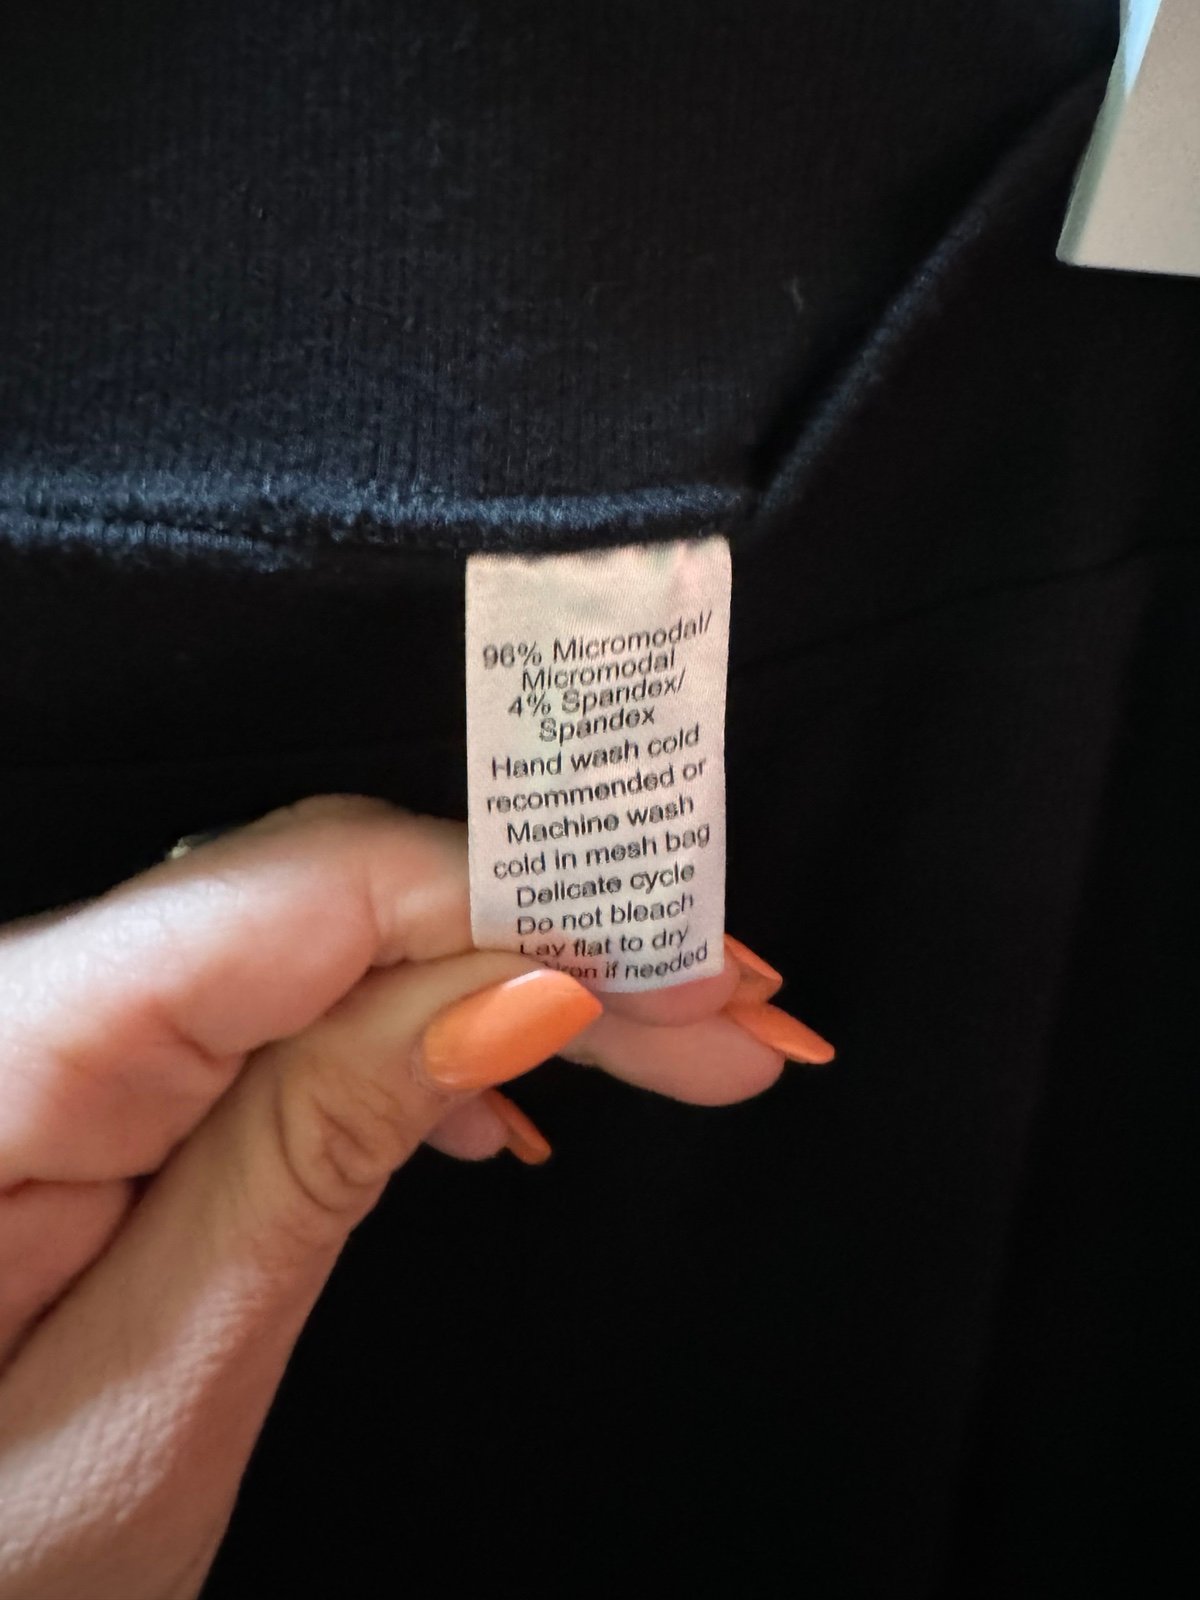 96% Micromodal/
Micromodal
4% Spandex/
Spandex
Hand wash cold
recommended or
Machine wash
cold in mesh bag
Delicate cycle
Do not bleach
Lay flat to dry
if needed